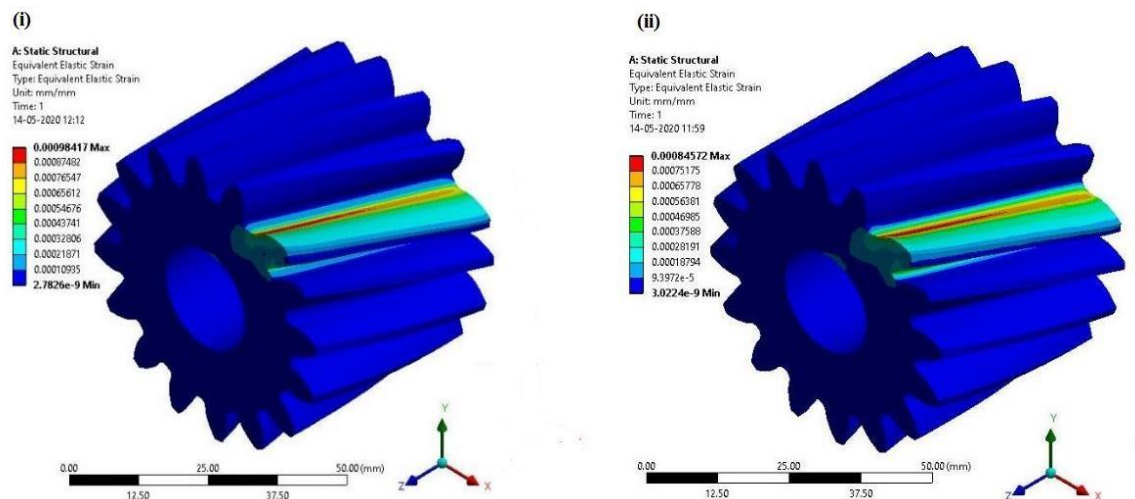 (i)
A: Static Structural
Equivalent Elastic Strain
Type: Equivalent Elastic Strain
Unit: mm/mm
Time: 1
14-05-2020 12:12
0.00098417 Max
0.00087482
0.00076547
0.00065612
0.00054676
0.00043741
0.00032806
0.00021871
0.00010935
2.7826e-9 Min
0.00
25.00
50.00 (mm)
12.50
37.50
Y
Z
X
(ii)
A: Static Structural
Equivalent Elastic Strain
Type: Equivalent Elastic Strain
Unit: mm/mm
Time: 1
14-05-2020 11:59
0.00084572 Max
0.00075175
0.00065778
0.00056381
0.00046985
0.00037588
0.00028191
0.00018794
9.3972e-5
3.0224e-9 Min
0.00
25.00
50.00 (mm)
12.50
37.50
Y
Z
X